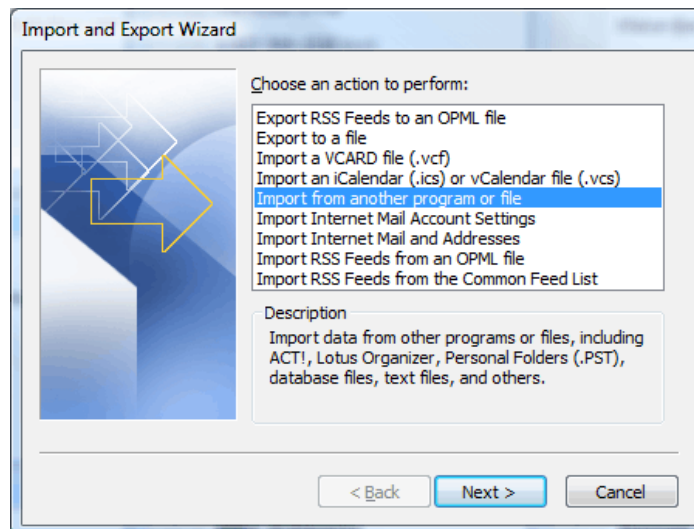 Import and Export Wizard
Choose an action to perform:
Export RSS Feeds to an OPML file
Export to a file
Import a VCARD file (.vcf)
Import an iCalendar (.ics) or vCalendar file (.vcs)
Import from another program or file
Import Internet Mail Account Settings
Import Internet Mail and Addresses
Import RSS Feeds from an OPML file
Import RSS Feeds from the Common Feed List
Description
Import data from other programs or files, including
ACT!, Lotus Organizer, Personal Folders (.PST),
database files, text files, and others.
< Back
Next >
Cancel